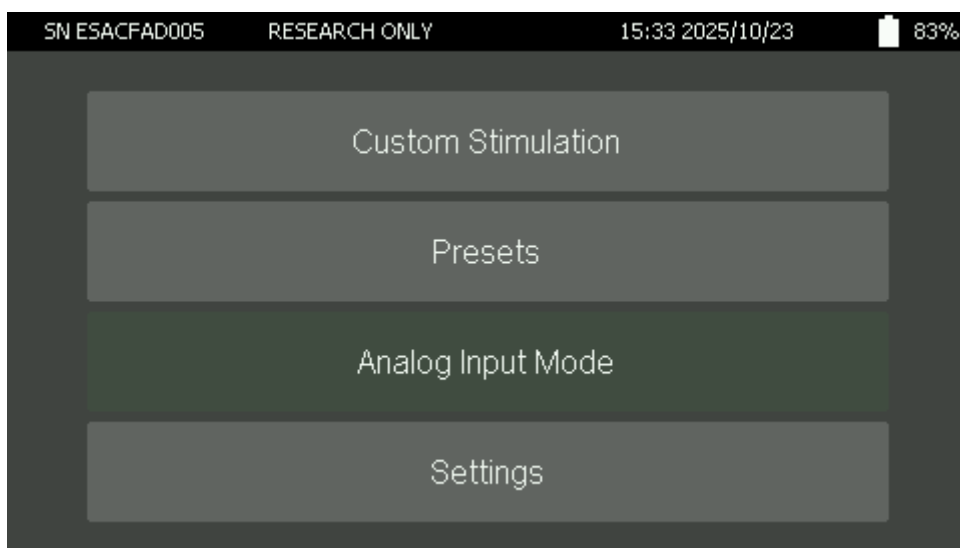 SN ESACFAD005 RESEARCH ONLY 15:33 2025/10/23 83%
Custom Stimulation
Presets
Analog Input Mode
Settings